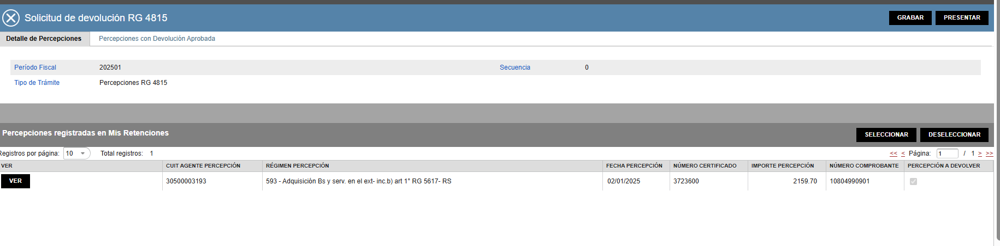 Solicitud de devolución RG 4815
GRABAR
PRESENTAR
Detalle de Percepciones
Percepciones con Devolución Aprobada
Período Fiscal 202501 Secuencia 0
Tipo de Trámite Percepciones RG 4815
Percepciones registradas en Mis Retenciones
SELECCIONAR
DESELECCIONAR
Registros por página: 10 Total registros: 1 << < Página: 1 / 1 > >>
VER CUIT AGENTE PERCEPCIÓN RÉGIMEN PERCEPCIÓN FECHA PERCEPCIÓN NÚMERO CERTIFICADO IMPORTE PERCEPCIÓN NÚMERO COMPROBANTE PERCEPCIÓN A DEVOLVER
VER 30500003193 593 - Adquisición Bs y serv. en el ext- inc.b) art 1° RG 5617- RS 02/01/2025 3723600 2159.70 10804990901